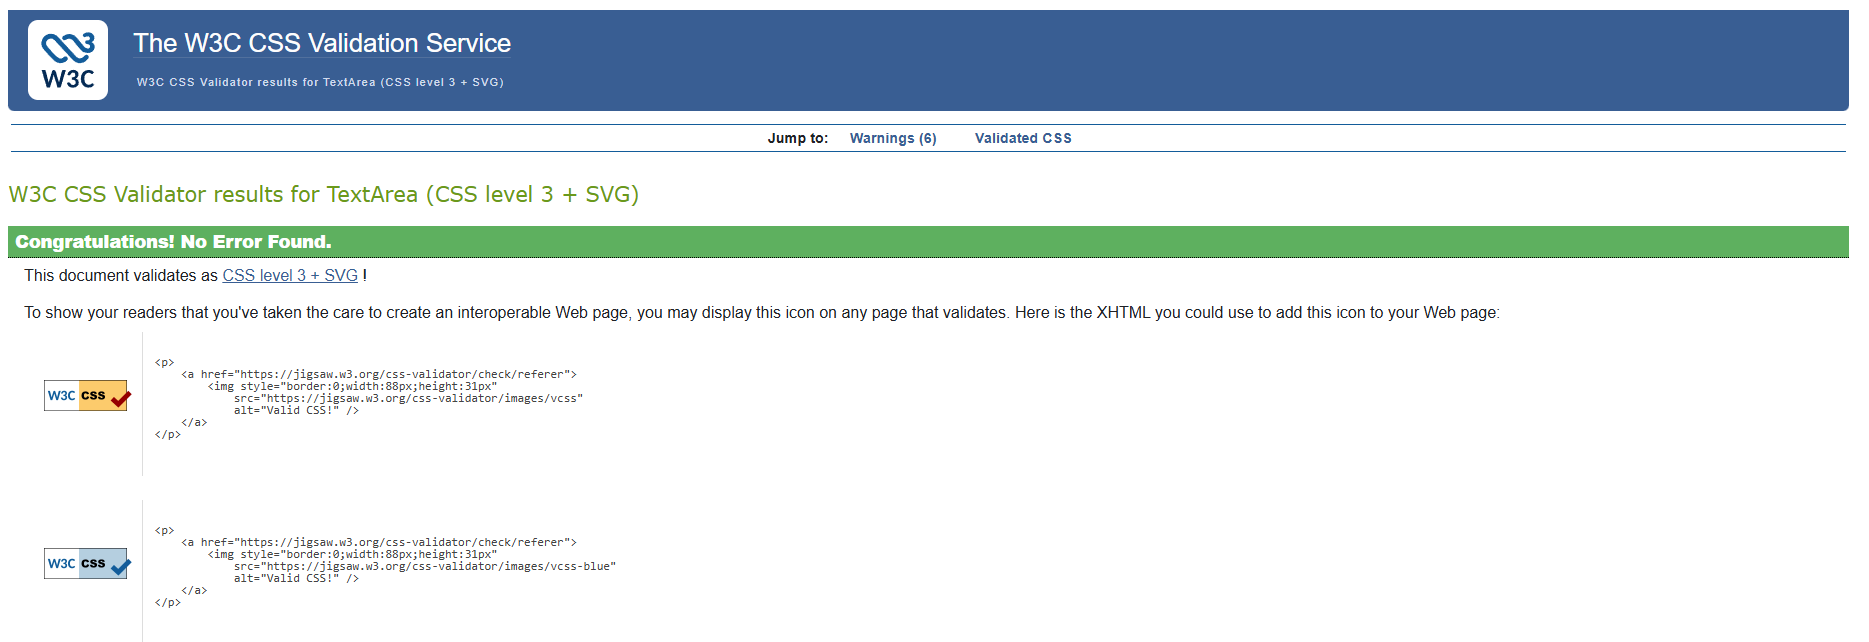 W3C
The W3C CSS Validation Service
W3C CSS Validator results for TextArea (CSS level 3 + SVG)
Jump to: Warnings (6) Validated CSS
W3C CSS Validator results for TextArea (CSS level 3 + SVG)
Congratulations! No Error Found.
This document validates as CSS level 3 + SVG !
To show your readers that you've taken the care to create an interoperable Web page, you may display this icon on any page that validates. Here is the XHTML you could use to add this icon to your Web page:
W3C CSS
<p>
    <a href="https://jigsaw.w3.org/css-validator/check/referer">
        <img style="border:0;width:88px;height:31px"
            src="https://jigsaw.w3.org/css-validator/images/vcss"
            alt="Valid CSS!" />
    </a>
</p>
W3C CSS
<p>
    <a href="https://jigsaw.w3.org/css-validator/check/referer">
        <img style="border:0;width:88px;height:31px"
            src="https://jigsaw.w3.org/css-validator/images/vcss-blue"
            alt="Valid CSS!" />
    </a>
</p>